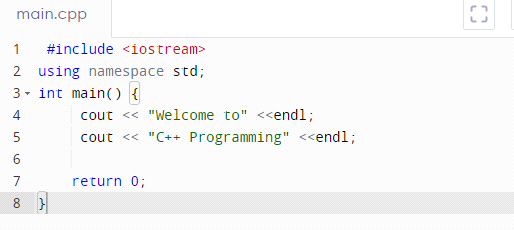 main.cpp
1 #include <iostream>
2 using namespace std;
3 int main() {
4 cout << "Welcome to" <<endl;
5 cout << "C++ Programming" <<endl;
6
7 return 0;
8 }